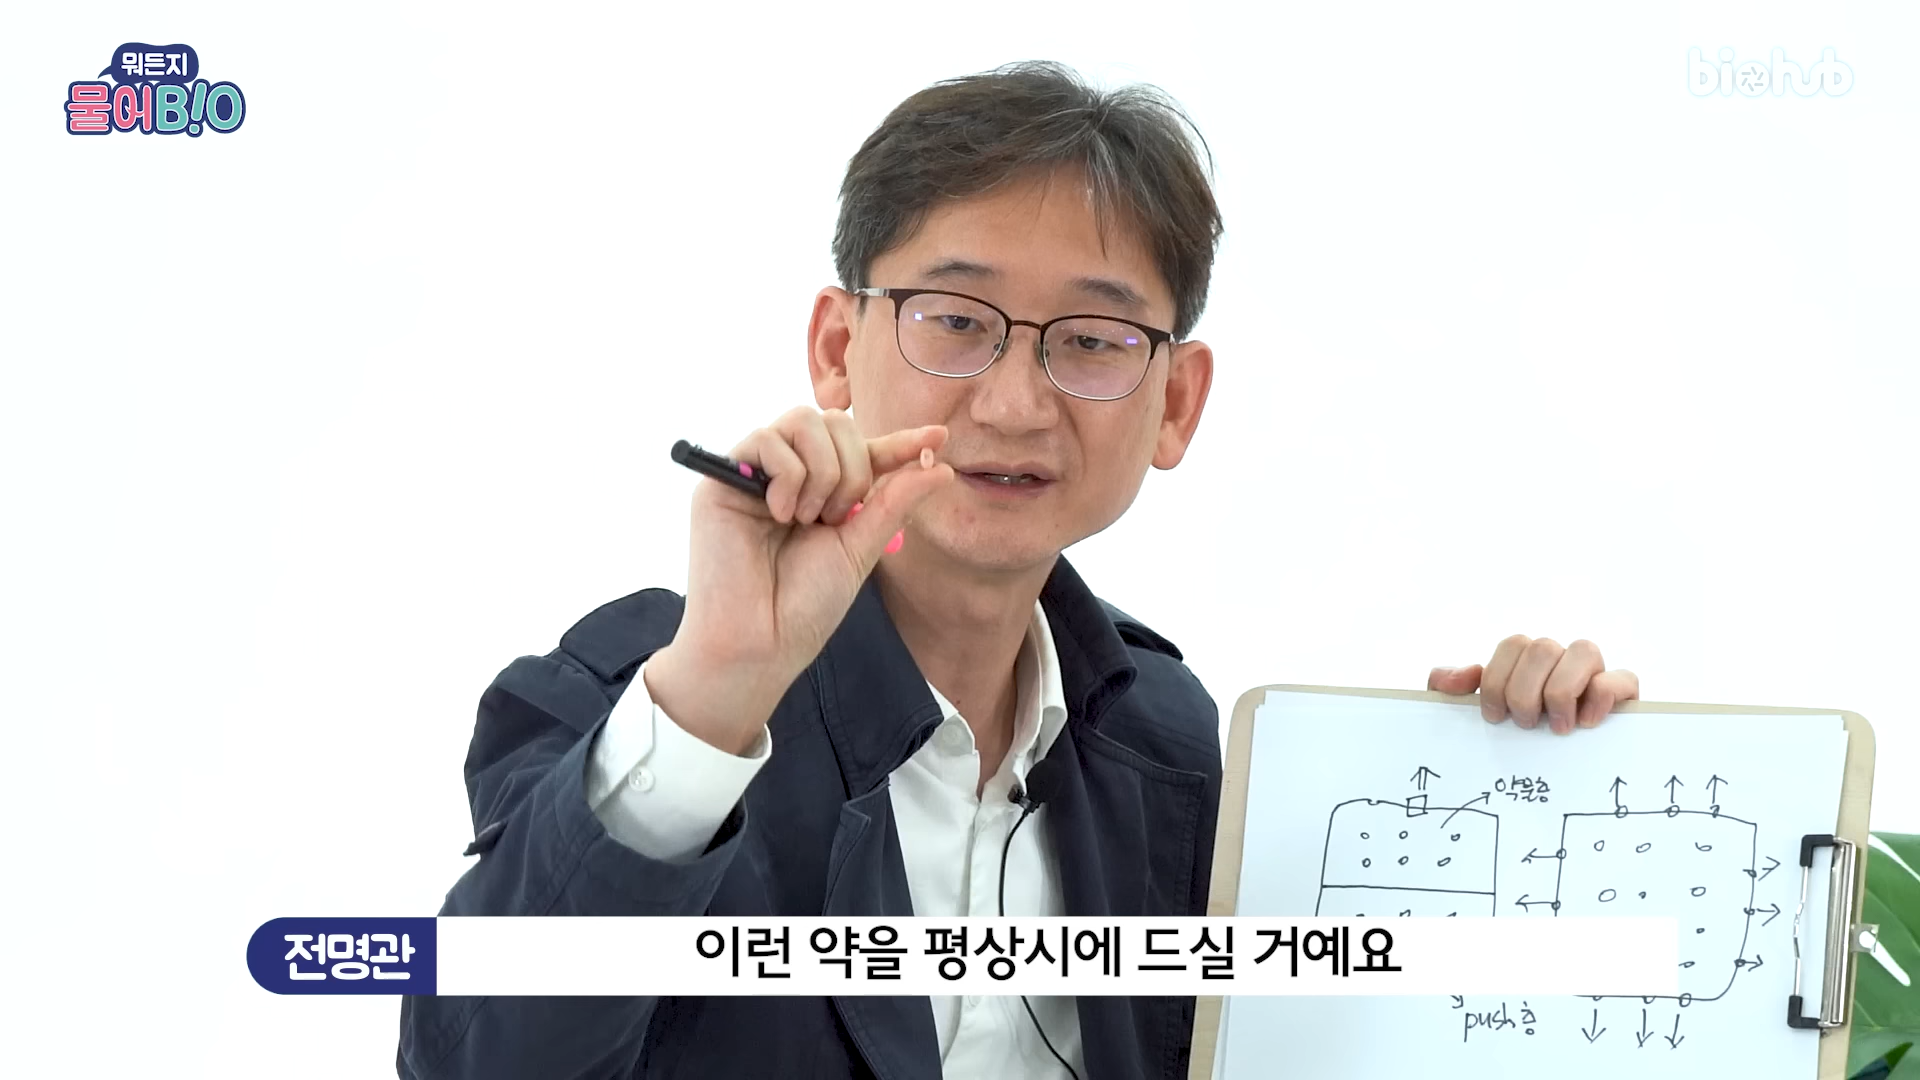 뭐든지
물어B!O
biohub
약물층
전명관
이런 약을 평상시에 드실 거예요
push층